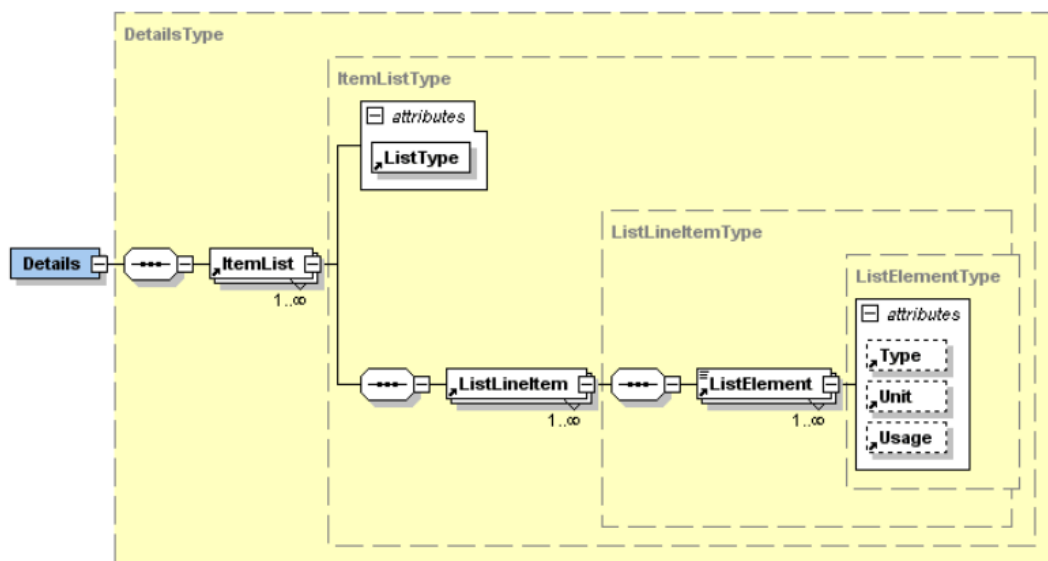 DetailsType
ItemListType
attributes
ListType
ListLineItemType
Details
ItemList
1..∞
ListElementType
attributes
Type
ListLineItem
1..∞
ListElement
1..∞
Unit
Usage